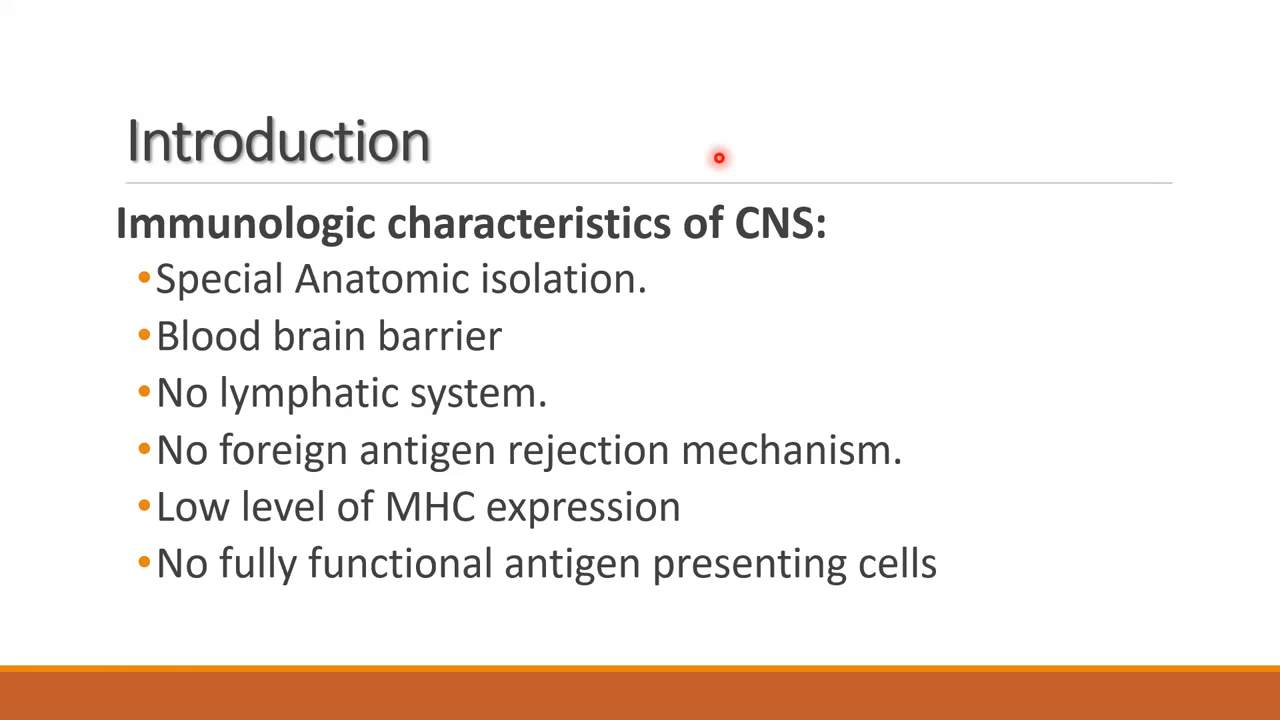 Introduction
Immunologic characteristics of CNS:
•Special Anatomic isolation.
•Blood brain barrier
•No lymphatic system.
•No foreign antigen rejection mechanism.
•Low level of MHC expression
•No fully functional antigen presenting cells